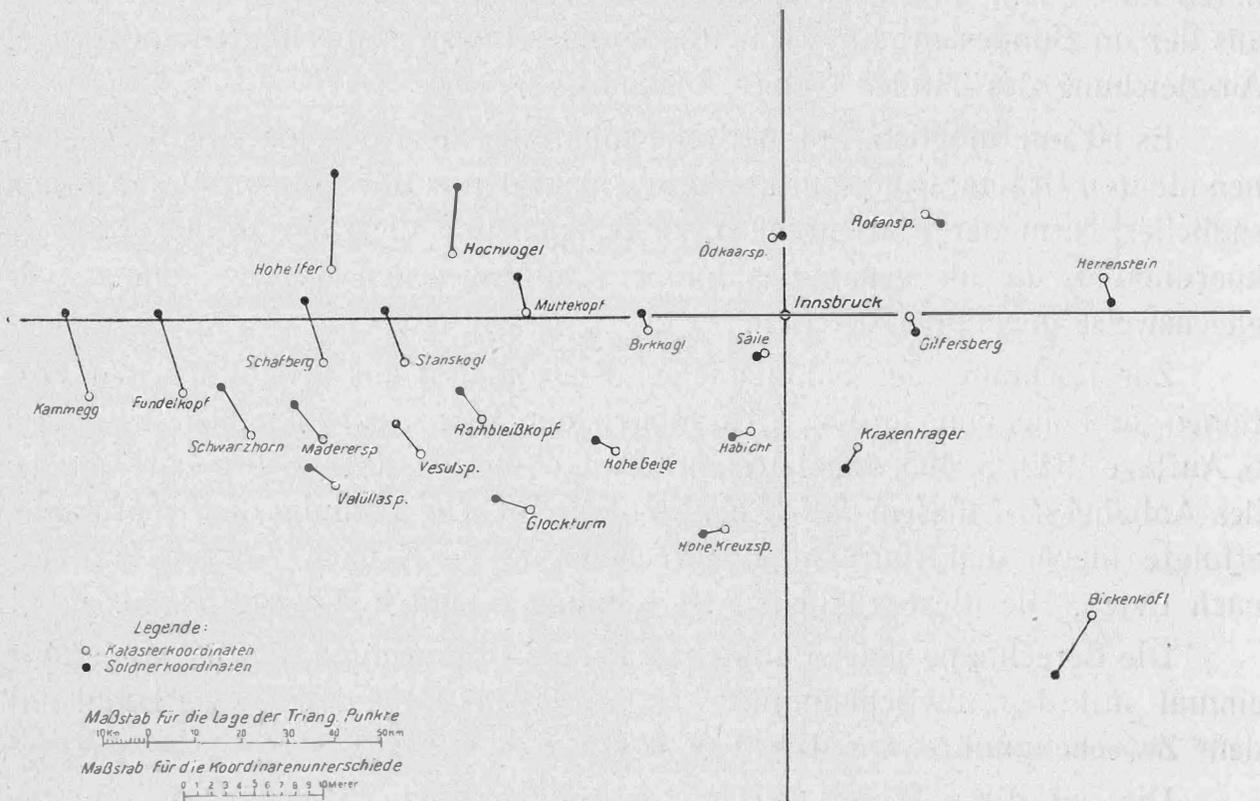 Rofansp.
Hochvogel
Ödkaarsp.
Hohe Ifer
Herrenstein
Innsbruck
Muttekopf
Birkkogl
Saile
Gilfersberg
Schafberg
Stanskogl
Kammegg
Fundelkopf
Schwarzhorn
Maderersp.
Rothbleißkopf
Kraxentrager
Habicht
Vesulsp.
Hohe Geige
Valüllasp.
Glockturm
Hohe Kreuzsp.
Birkenkofl
Legende:
Katasterkoordinaten
Soldnerkoordinaten
Maßstab für die Lage der Triang. Punkte
10 Km 0 10 20 30 40 50 Km
Maßstab für die Koordinatenunterschiede
0 1 2 3 4 5 6 7 8 9 10 Meter